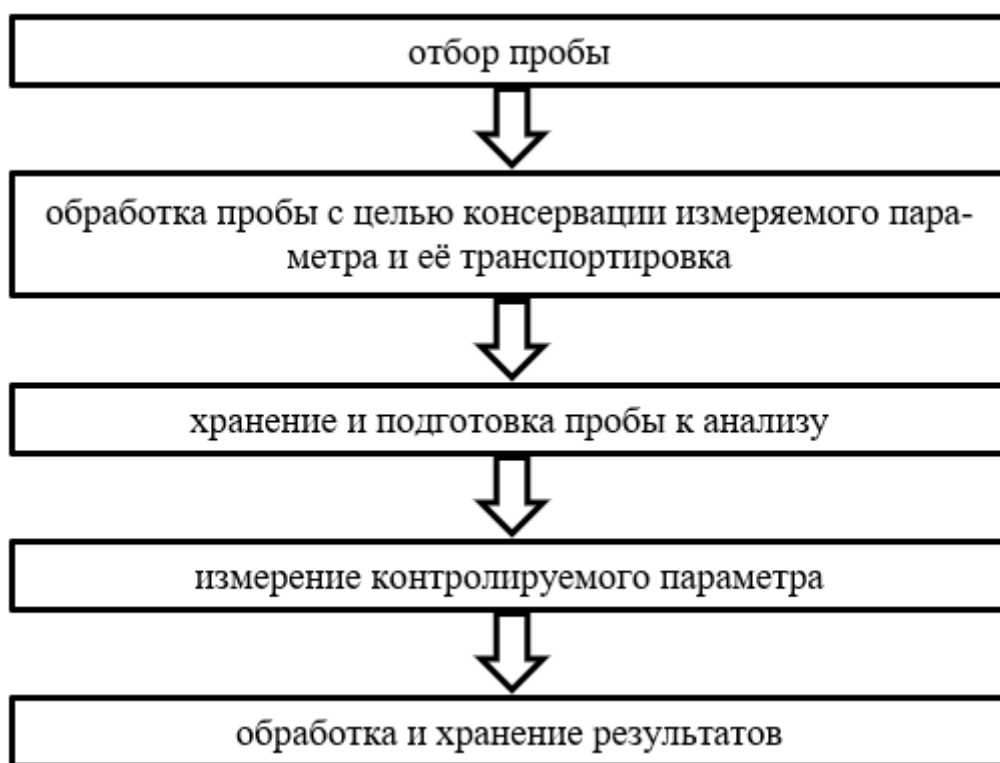 отбор пробы
обработка пробы с целью консервации измеряемого пара-
метра и её транспортировка
хранение и подготовка пробы к анализу
измерение контролируемого параметра
обработка и хранение результатов